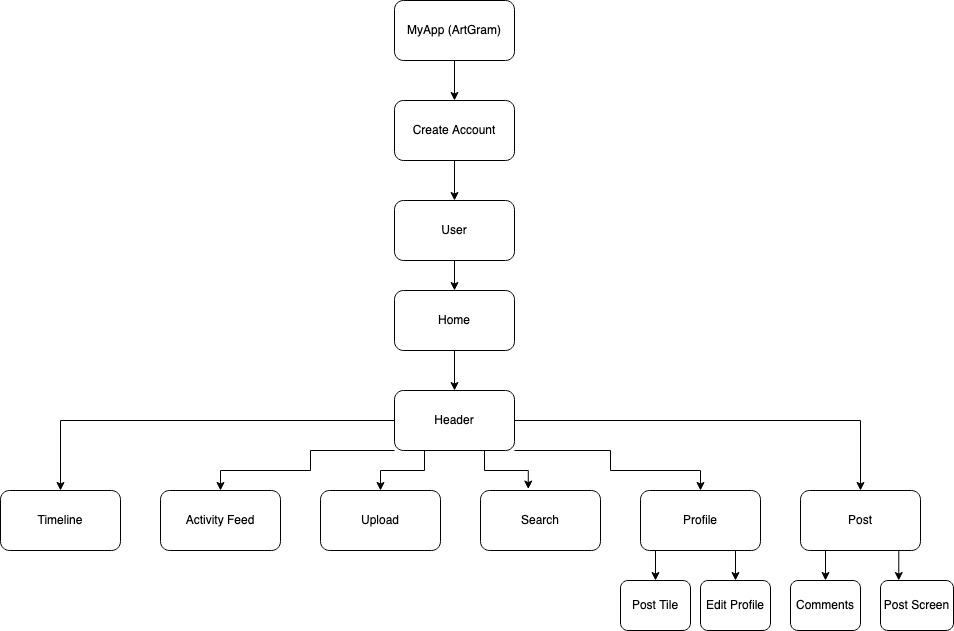 MyApp (ArtGram)
Create Account
User
Home
Header
Timeline
Activity Feed
Upload
Search
Profile
Post
Post Tile
Edit Profile
Comments
Post Screen